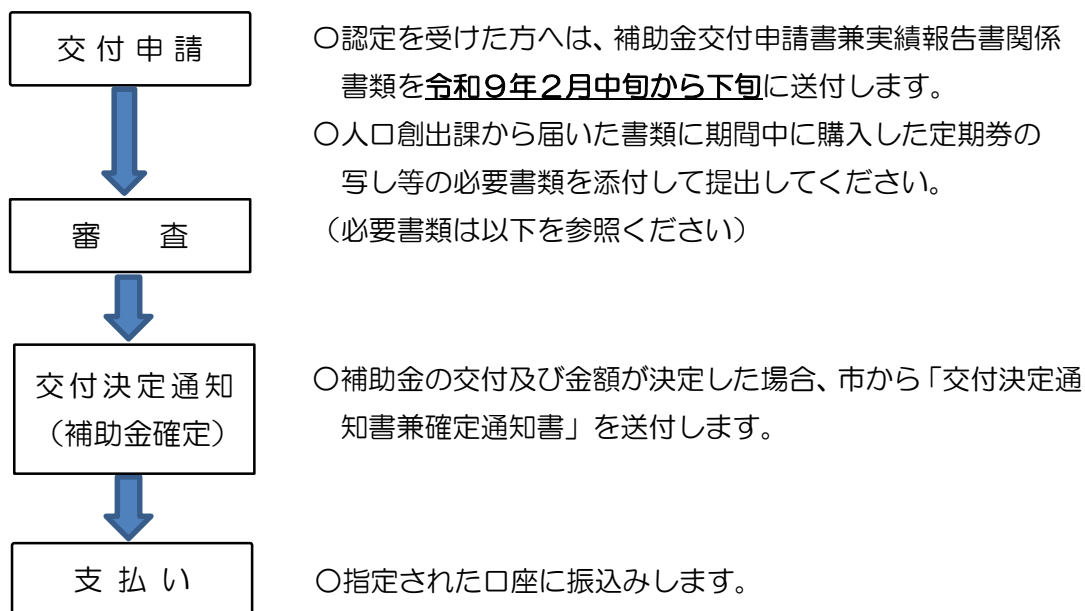 交付申請
〇認定を受けた方へは、補助金交付申請書兼実績報告書関係
書類を令和９年２月中旬から下旬に送付します。
〇人口創出課から届いた書類に期間中に購入した定期券の
写し等の必要書類を添付して提出してください。
（必要書類は以下を参照ください）
審　査
交付決定通知
（補助金確定）
〇補助金の交付及び金額が決定した場合、市から「交付決定通
知書兼確定通知書」を送付します。
支払い
〇指定された口座に振込みします。